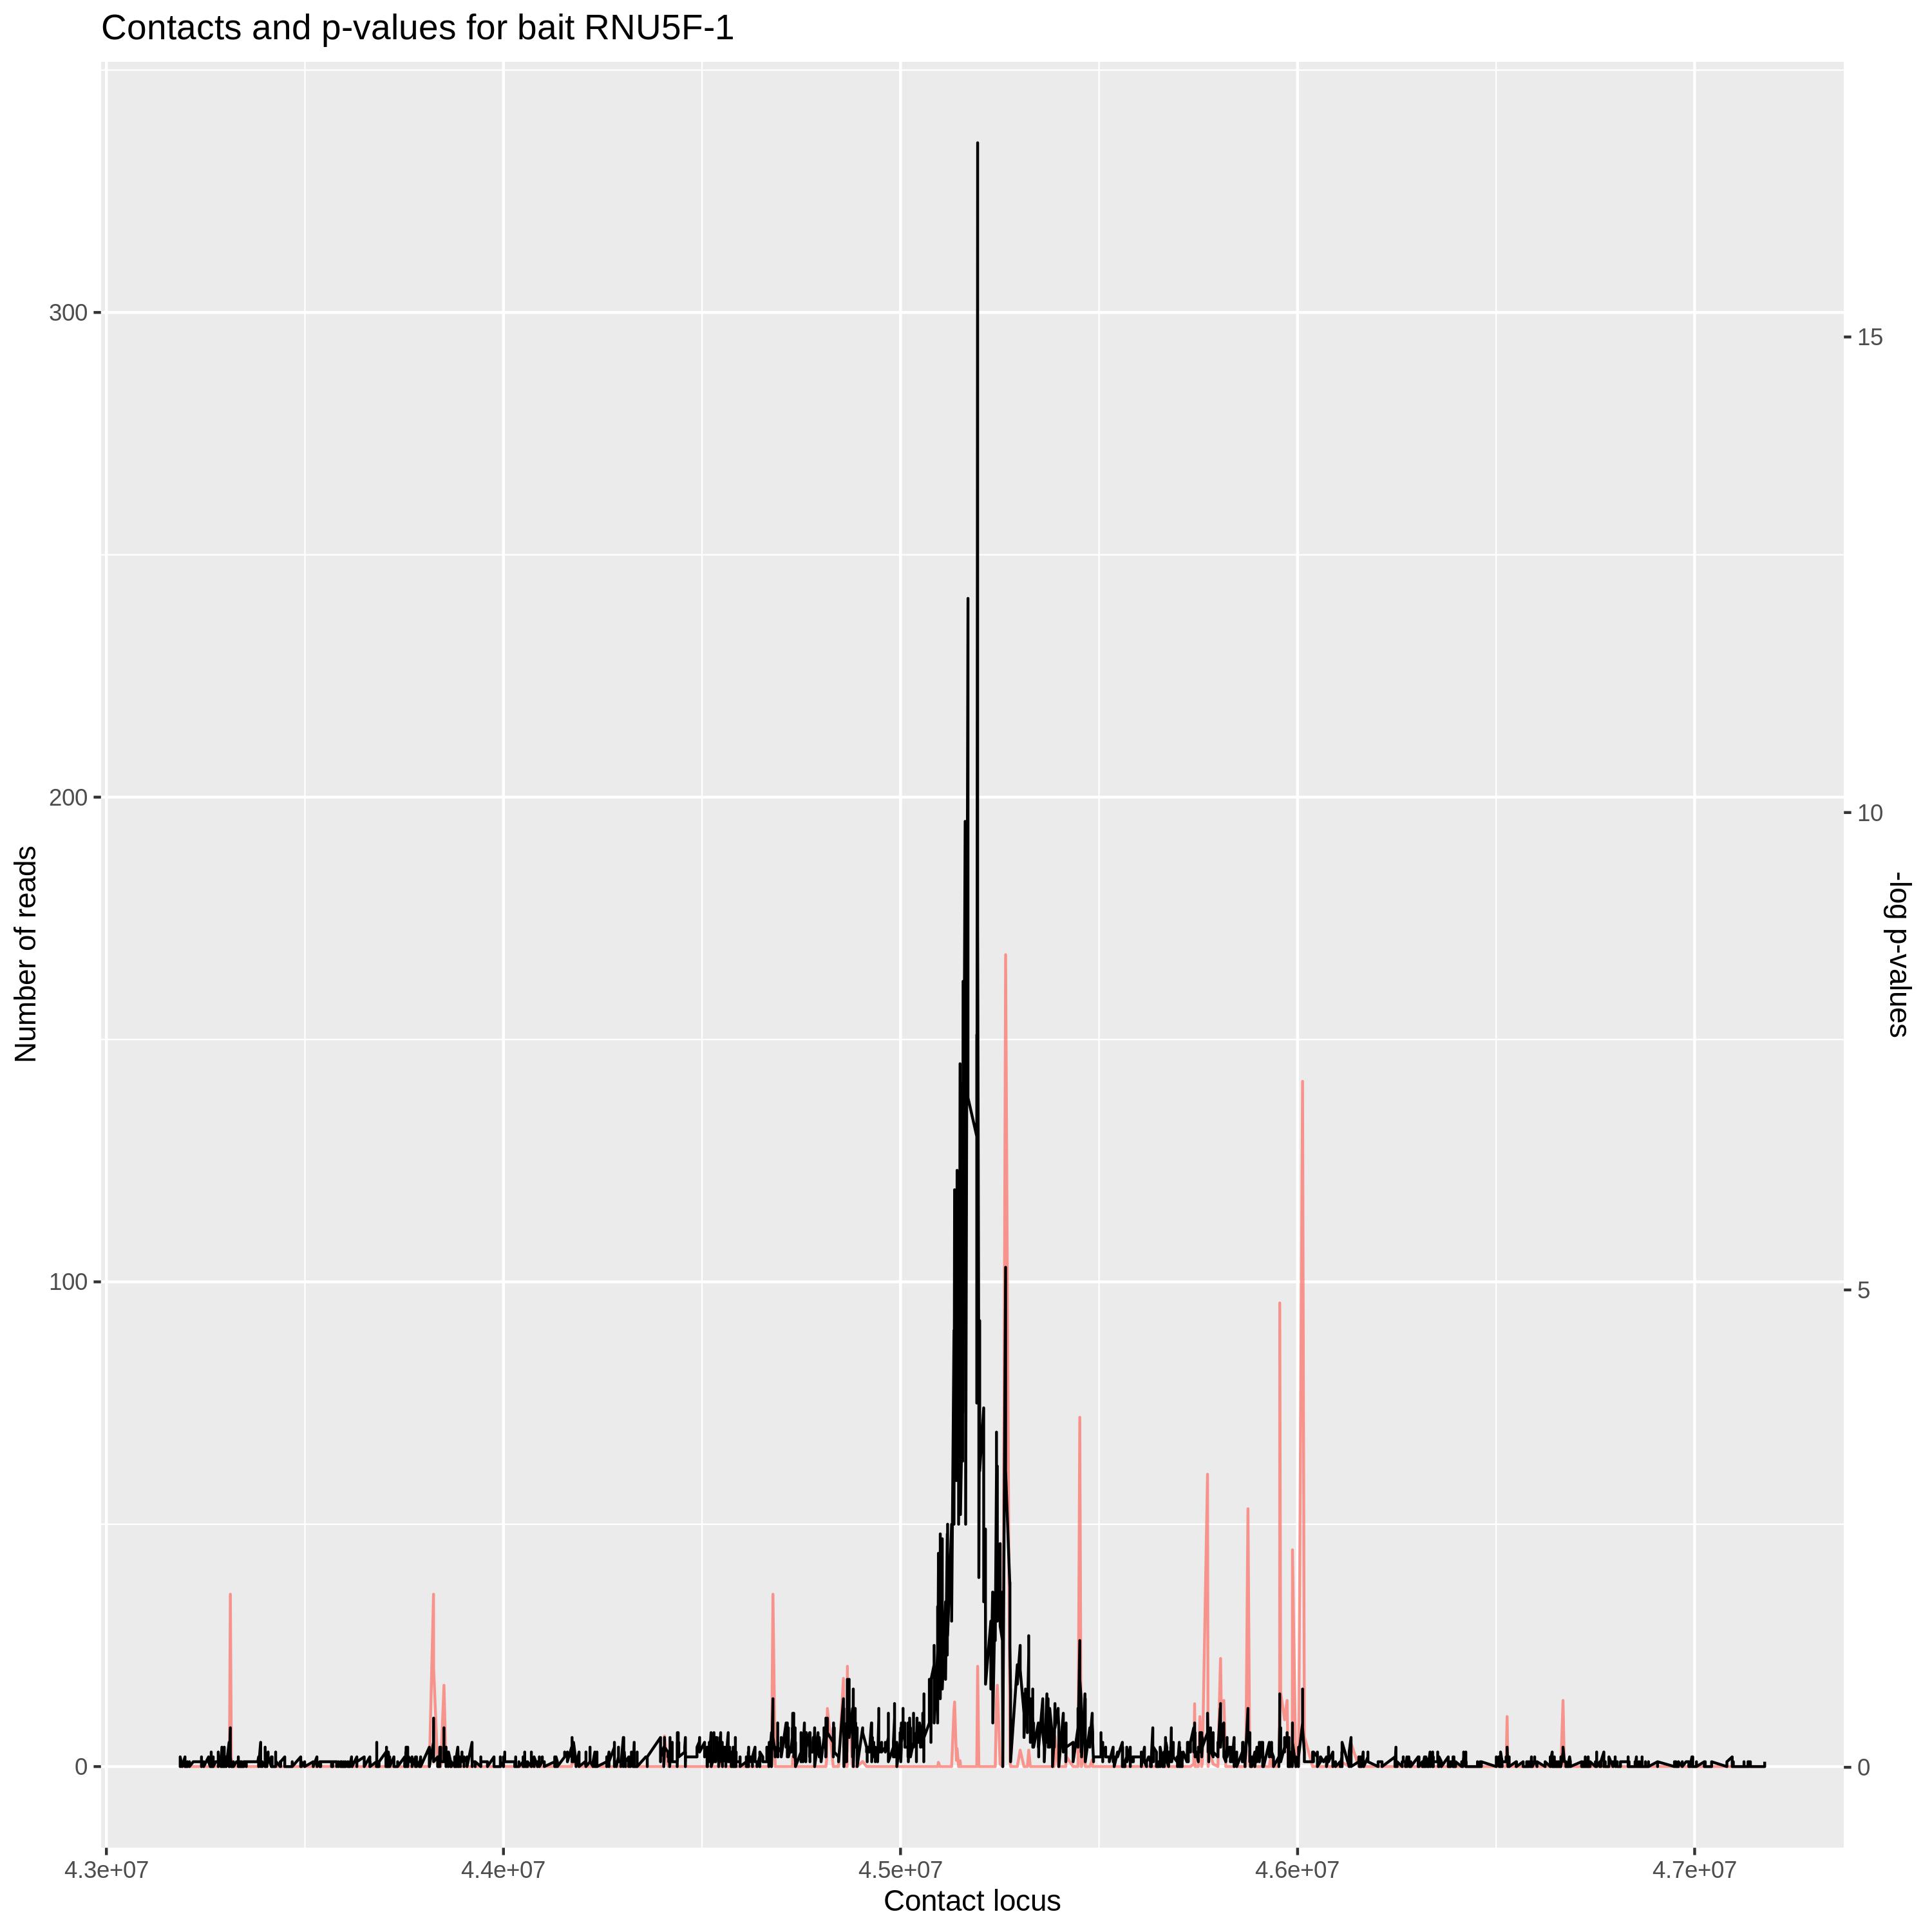 Contacts and p-values for bait RNU5F-1
300
200
100
0
Number of reads
15
10
5
0
-log p-values
4.3e+07
4.4e+07
4.5e+07
4.6e+07
4.7e+07
Contact locus